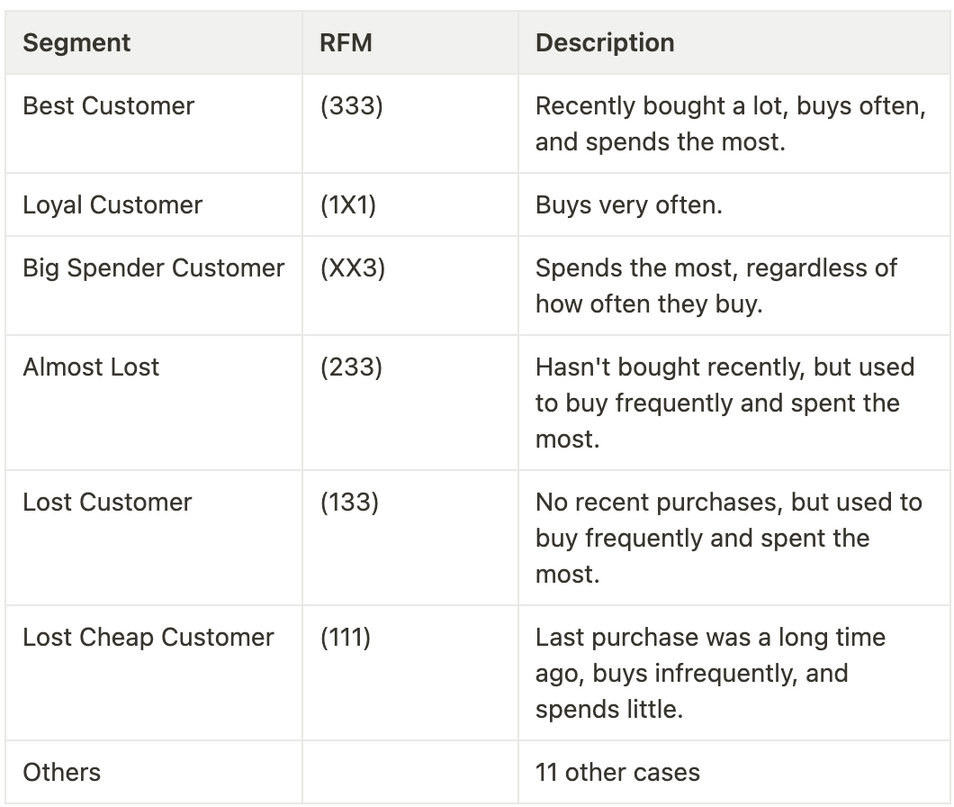 Segment RFM Description
Best Customer (333) Recently bought a lot, buys often,
and spends the most.
Loyal Customer (1X1) Buys very often.
Big Spender Customer (XX3) Spends the most, regardless of
how often they buy.
Almost Lost (233) Hasn't bought recently, but used
to buy frequently and spent the
most.
Lost Customer (133) No recent purchases, but used to
buy frequently and spent the
most.
Lost Cheap Customer (111) Last purchase was a long time
ago, buys infrequently, and
spends little.
Others 11 other cases